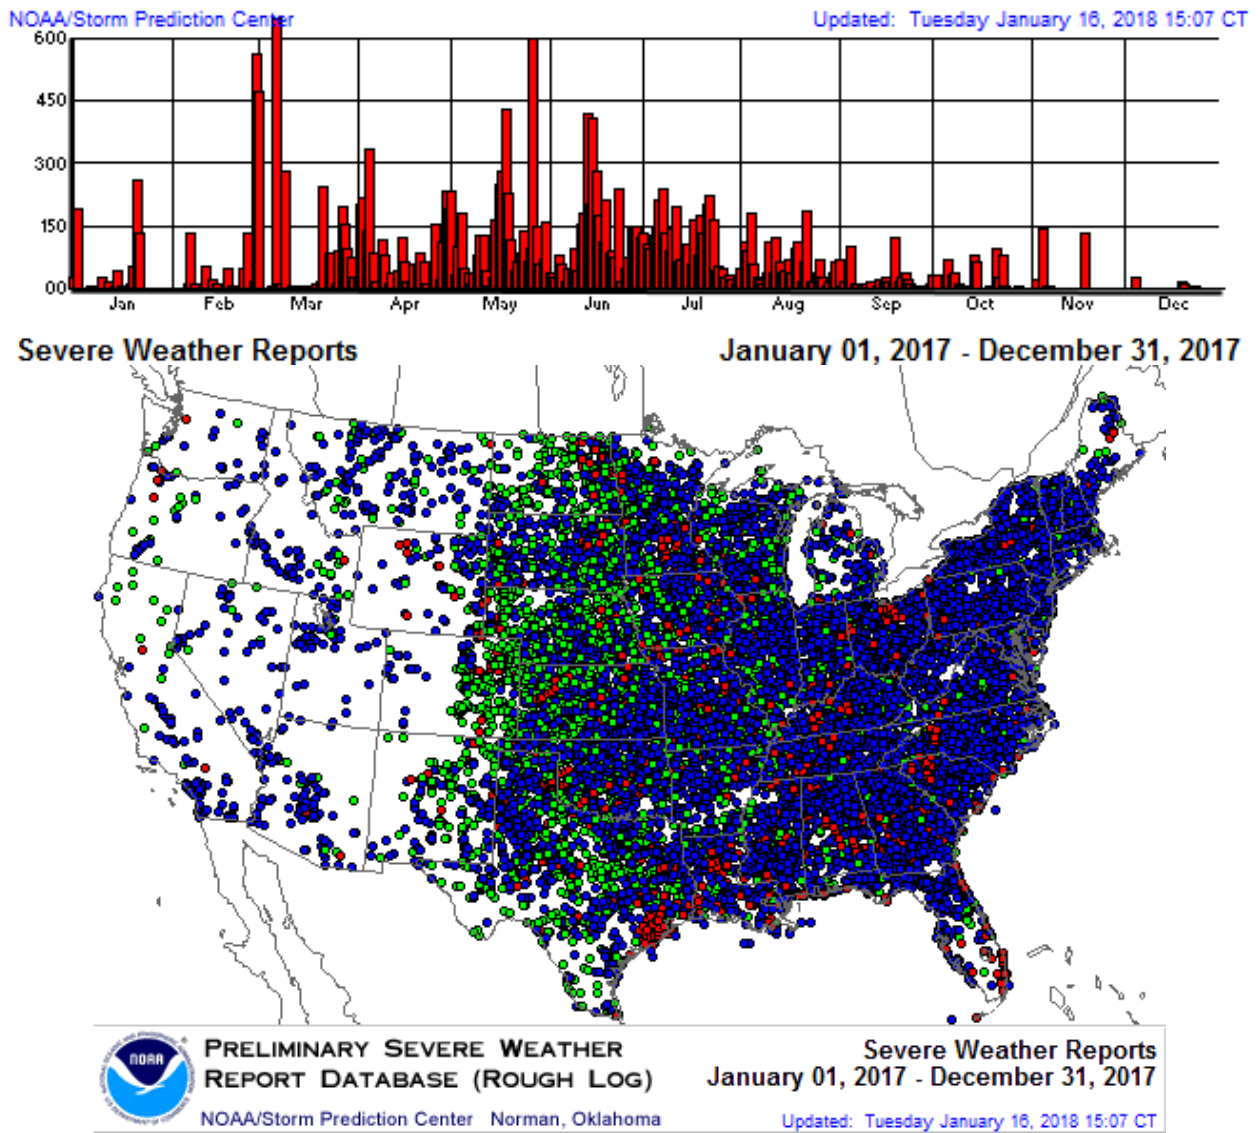 NOAA/Storm Prediction Center Updated: Tuesday January 16, 2018 15:07 CT
600
450
300
150
00
Jan Feb Mar Apr May Jun Jul Aug Sep Oct Nov Dec
Severe Weather Reports January 01, 2017 - December 31, 2017
NOAA
PRELIMINARY SEVERE WEATHER
REPORT DATABASE (ROUGH LOG)
NOAA/Storm Prediction Center Norman, Oklahoma
Severe Weather Reports
January 01, 2017 - December 31, 2017
Updated: Tuesday January 16, 2018 15:07 CT